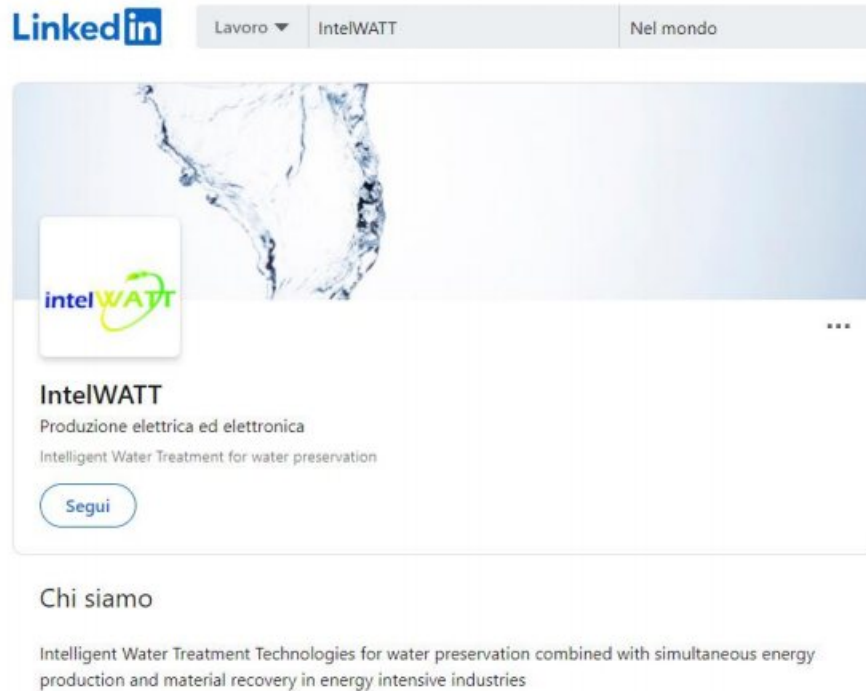 Linked in
Lavoro IntelWATT Nel mondo
intelWATT
IntelWATT
Produzione elettrica ed elettronica
Intelligent Water Treatment for water preservation
Segui
Chi siamo
Intelligent Water Treatment Technologies for water preservation combined with simultaneous energy
production and material recovery in energy intensive industries